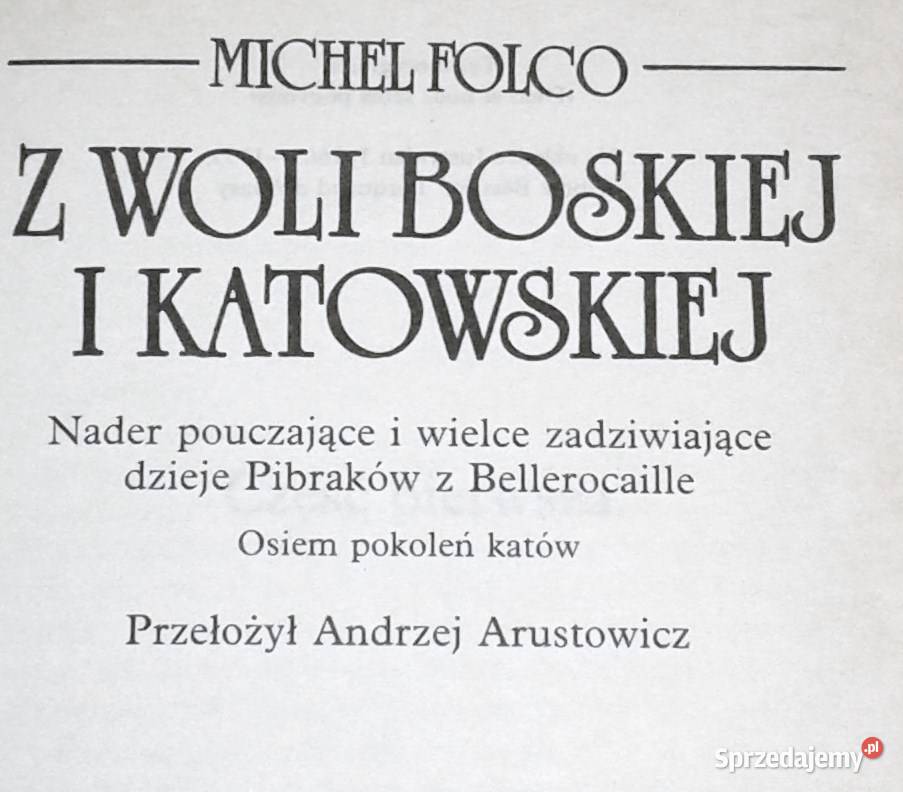 MICHEL FOLCO
Z WOLI BOSKIEJ
I KATOWSKIEJ
Nader pouczające i wielce zadziwiające
dzieje Pibraków z Bellerocaille
Osiem pokoleń katów
Przełożył Andrzej Arustowicz
Sprzedajemy.pl